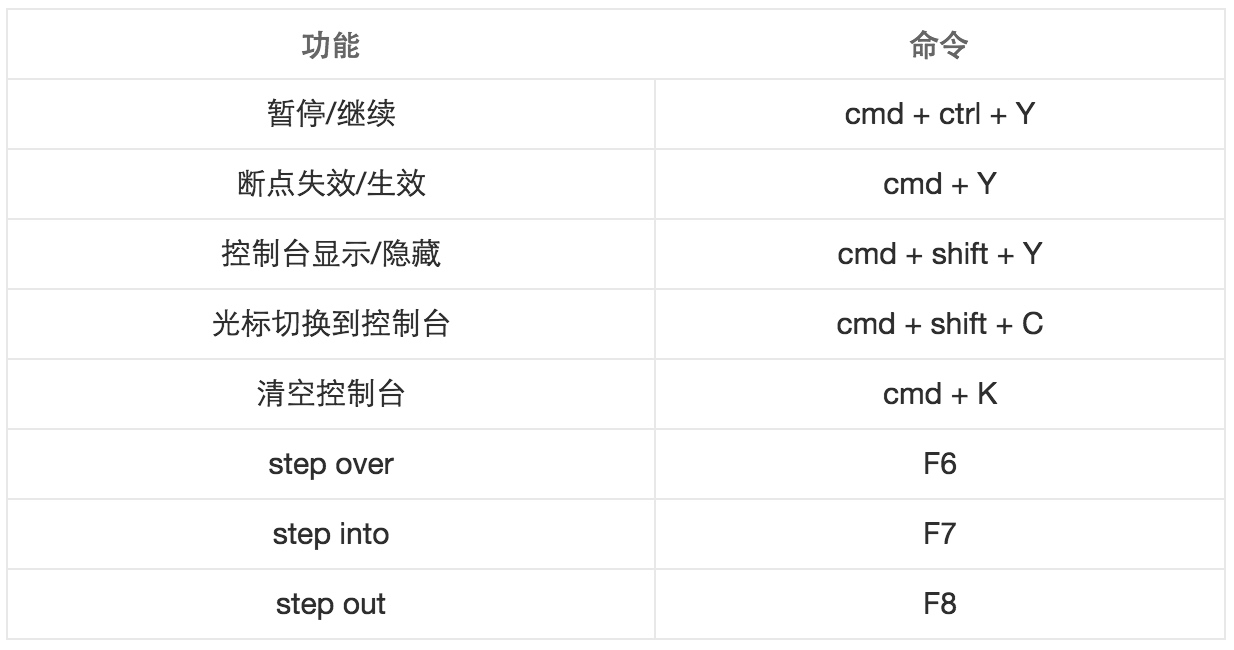 功能 命令
暂停/继续 cmd + ctrl + Y
断点失效/生效 cmd + Y
控制台显示/隐藏 cmd + shift + Y
光标切换到控制台 cmd + shift + C
清空控制台 cmd + K
step over F6
step into F7
step out F8